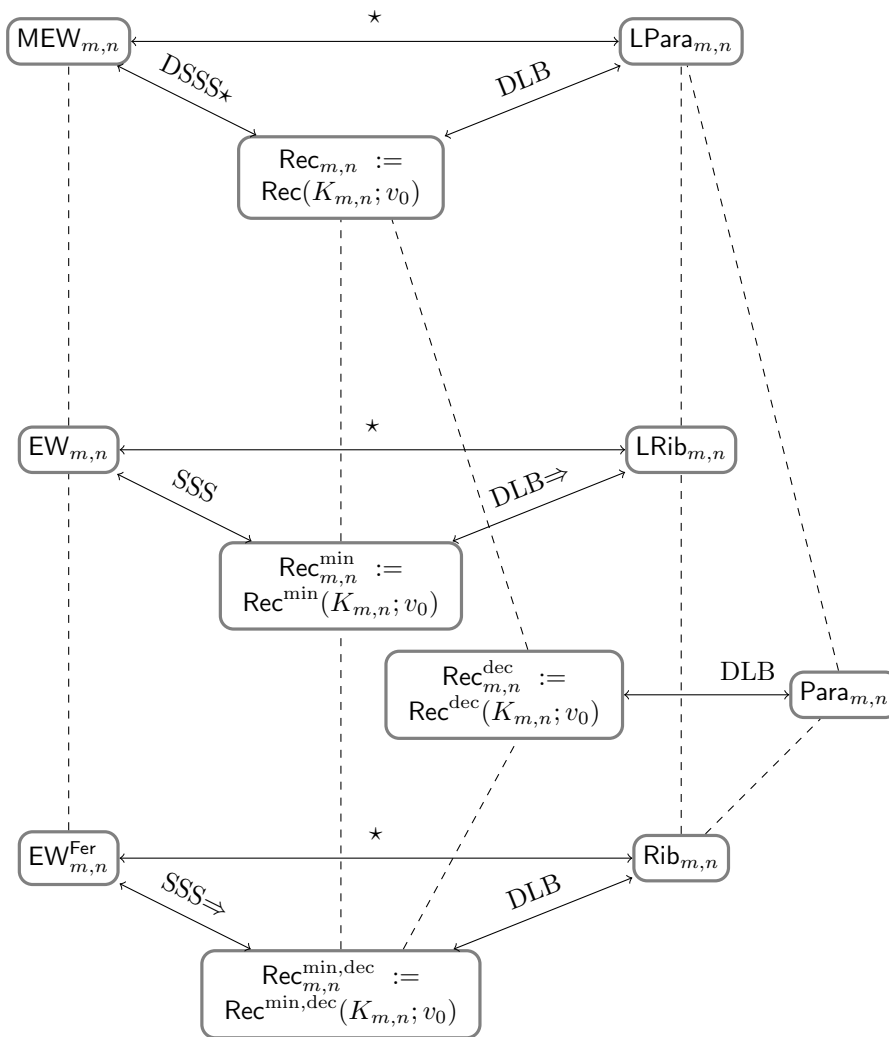 ⋆
MEW_{m,n} LPara_{m,n}
DSSS⋆ DLB
Rec_{m,n} :=
Rec(K_{m,n}; v_0)
⋆
EW_{m,n} LRib_{m,n}
SSS DLB⇒
Rec^{min}_{m,n} :=
Rec^{min}(K_{m,n}; v_0)
Rec^{dec}_{m,n} :=
Rec^{dec}(K_{m,n}; v_0)
DLB
Para_{m,n}
⋆
EW^{Fer}_{m,n} Rib_{m,n}
SSS⇒ DLB
Rec^{min,dec}_{m,n} :=
Rec^{min,dec}(K_{m,n}; v_0)